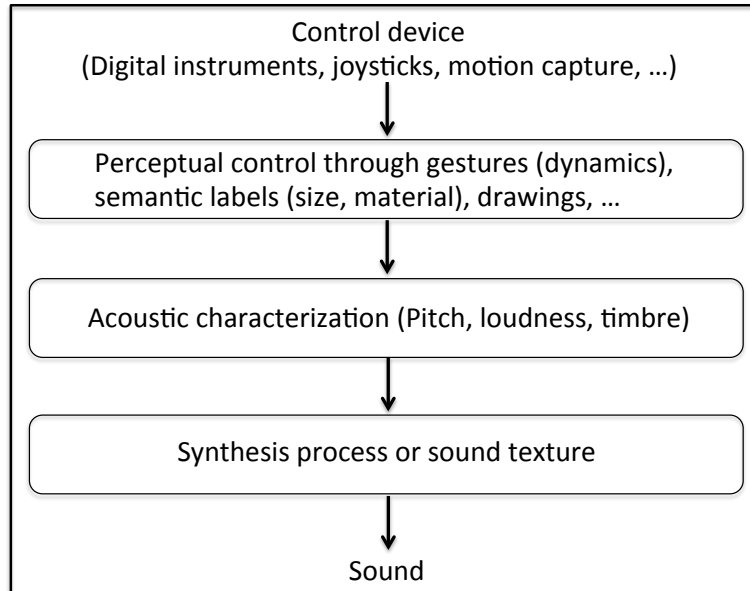 Control device
(Digital instruments, joysticks, motion capture, …)
Perceptual control through gestures (dynamics),
semantic labels (size, material), drawings, …
Acoustic characterization (Pitch, loudness, timbre)
Synthesis process or sound texture
Sound